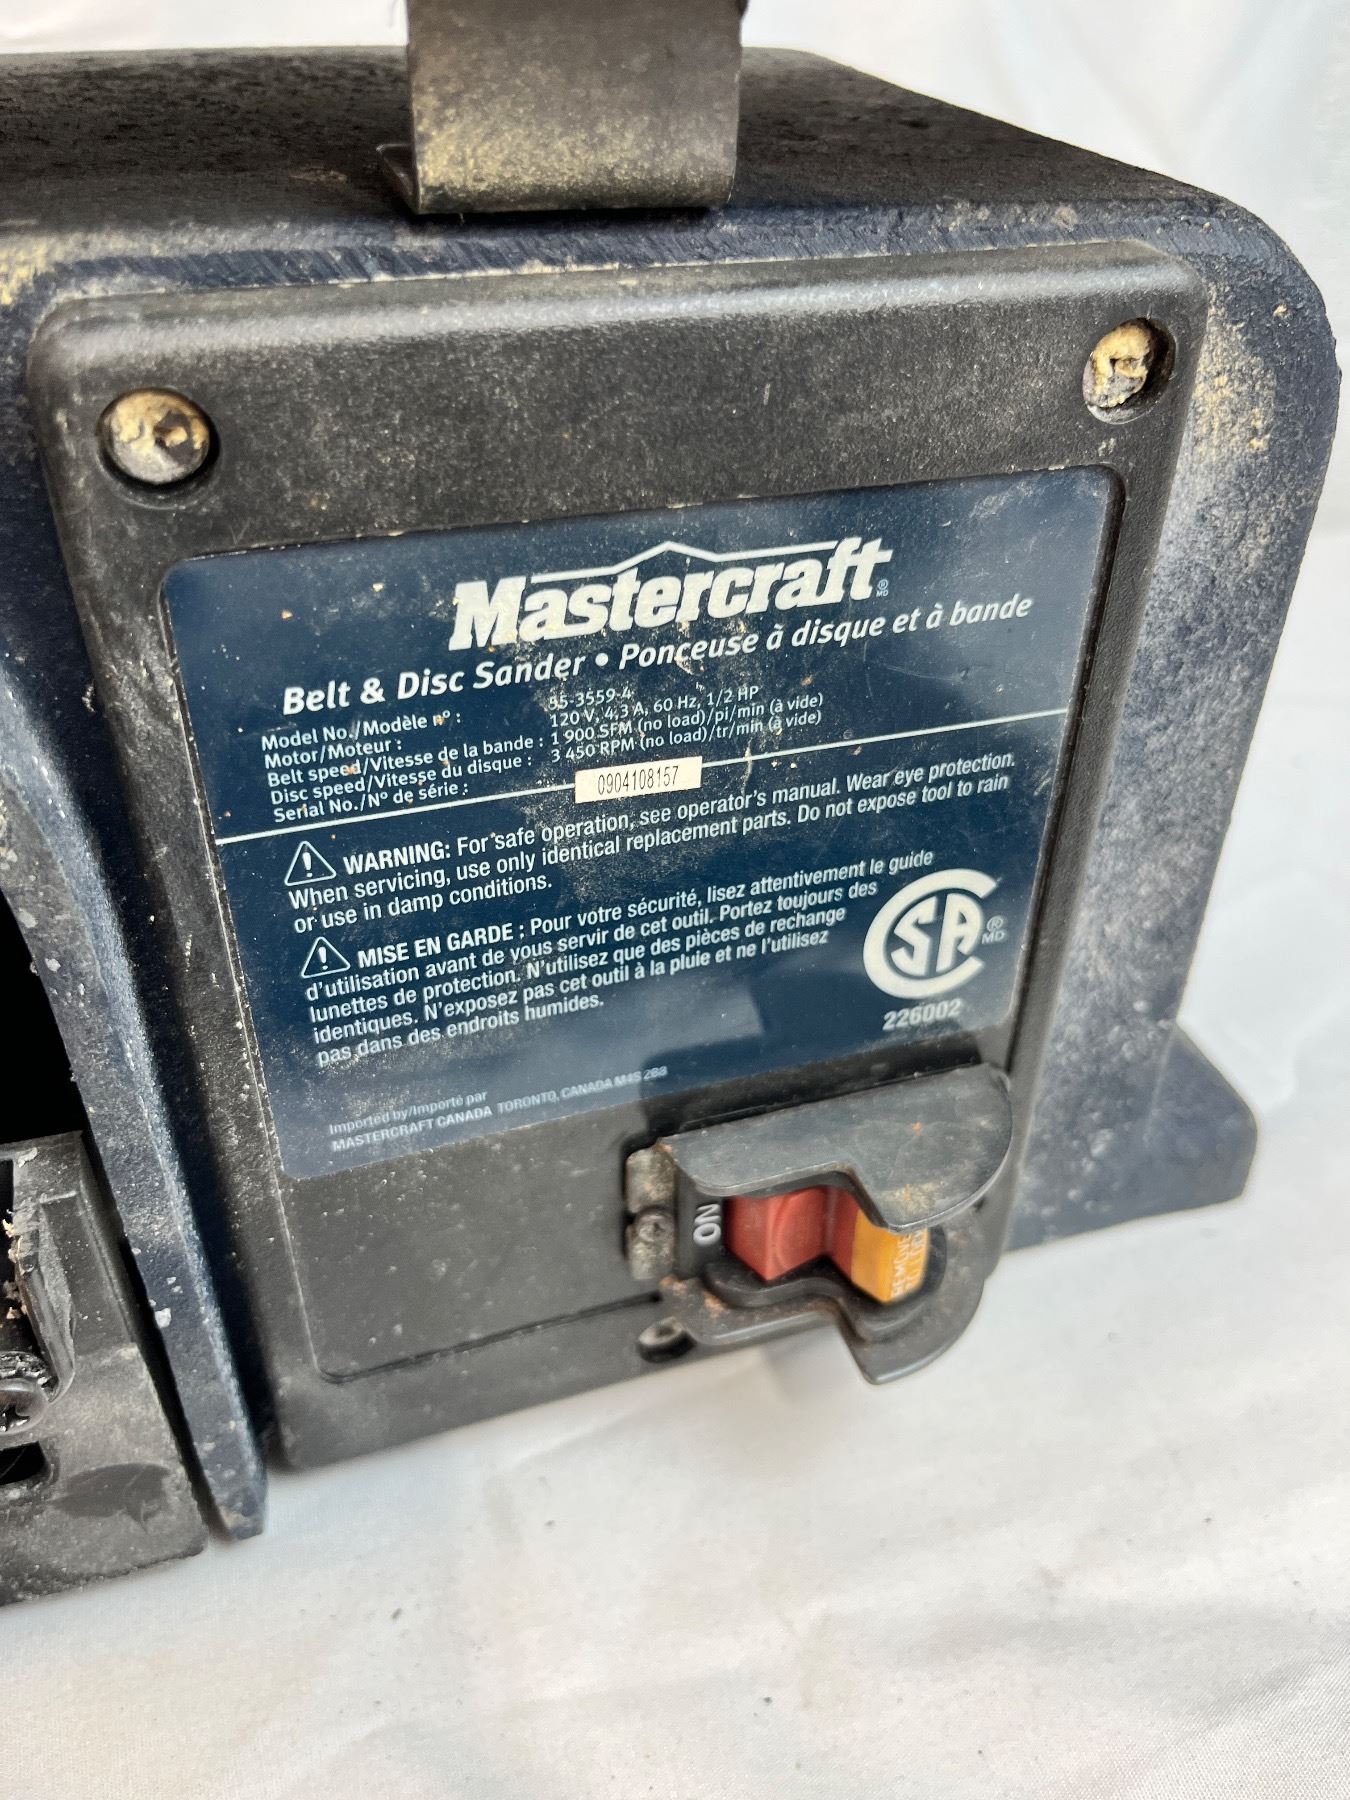 Mastercraft® MD
Belt & Disc Sander • Ponceuse à disque et à bande
Model No./Modèle nº : 55-3559-4
Motor/Moteur : 120 V, 4,3 A, 60 Hz, 1/2 HP
Belt speed/Vitesse de la bande : 1 900 SFM (no load)/pi/min (à vide)
Disc speed/Vitesse du disque : 3 450 RPM (no load)/tr/min (à vide)
Serial No./Nº de série : 0904108157
WARNING: For safe operation, see operator's manual. Wear eye protection.
When servicing, use only identical replacement parts. Do not expose tool to rain
or use in damp conditions.
MISE EN GARDE : Pour votre sécurité, lisez attentivement le guide
d'utilisation avant de vous servir de cet outil. Portez toujours des
lunettes de protection. N'utilisez que des pièces de rechange
identiques. N'exposez pas cet outil à la pluie et ne l'utilisez
pas dans des endroits humides.
CSA® MD
226002
Imported by/Importé par
MASTERCRAFT CANADA TORONTO, CANADA M4S 2B8
ON
REMOVE